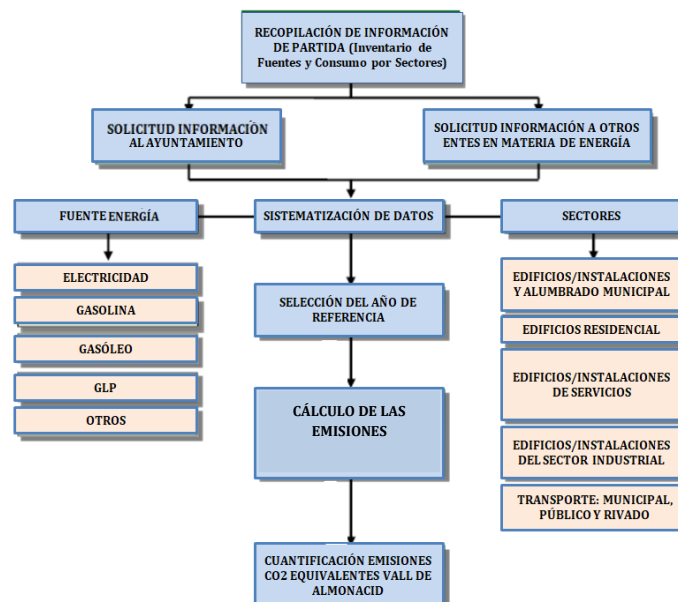 RECOPILACIÓN DE INFORMACIÓN
DE PARTIDA (Inventario de
Fuentes y Consumo por Sectores)
SOLICITUD INFORMACIÓN
AL AYUNTAMIENTO
SOLICITUD INFORMACIÓN A OTROS
ENTES EN MATERIA DE ENERGÍA
FUENTE ENERGÍA
SISTEMATIZACIÓN DE DATOS
SECTORES
ELECTRICIDAD
GASOLINA
GASÓLEO
GLP
OTROS
SELECCIÓN DEL AÑO DE
REFERENCIA
CÁLCULO DE LAS
EMISIONES
CUANTIFICACIÓN EMISIONES
CO2 EQUIVALENTES VALL DE
ALMONACID
EDIFICIOS/INSTALACIONES
Y ALUMBRADO MUNICIPAL
EDIFICIOS RESIDENCIAL
EDIFICIOS/INSTALACIONES
DE SERVICIOS
EDIFICIOS/INSTALACIONES
DEL SECTOR INDUSTRIAL
TRANSPORTE: MUNICIPAL,
PÚBLICO Y RIVADO